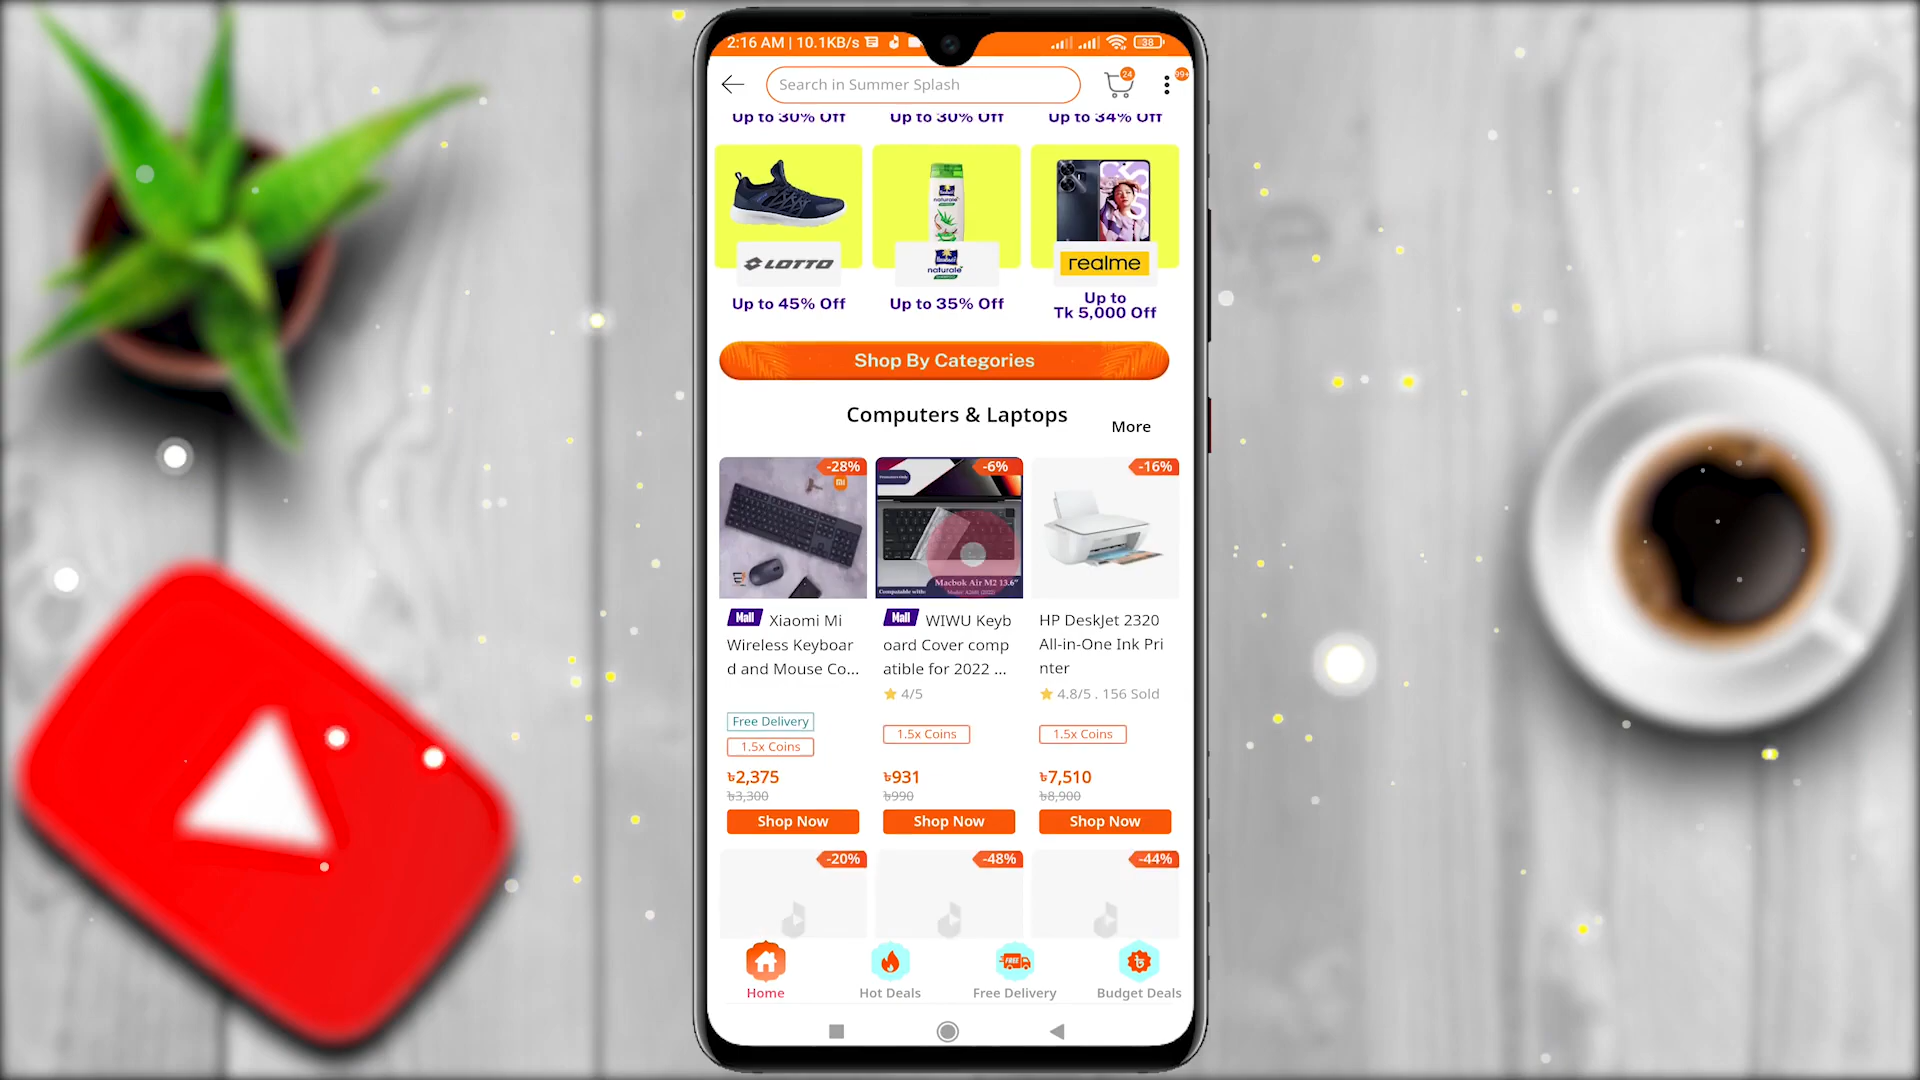 2:16 AM | 10.1KB/s
38
Search in Summer Splash
24
99+
Up to 30% Off
Up to 30% Off
Up to 34% Off
LOTTO
naturale
naturale
realme
Up to 45% Off
Up to 35% Off
Up to
Tk 5,000 Off
Shop By Categories
Computers & Laptops
More
-28%
-6%
-16%
mi
Macbok Air M2 13.6"
Mall Xiaomi Mi
Wireless Keyboar
d and Mouse Co...
Free Delivery
1.5x Coins
৳2,375
৳3,300
Shop Now
Mall WIWU Keyb
oard Cover comp
atible for 2022 ...
4/5
1.5x Coins
৳931
৳990
Shop Now
HP DeskJet 2320
All-in-One Ink Pri
nter
4.8/5 . 156 Sold
1.5x Coins
৳7,510
৳8,900
Shop Now
-20%
-48%
-44%
Home
Hot Deals
FREE
Free Delivery
৳
Budget Deals